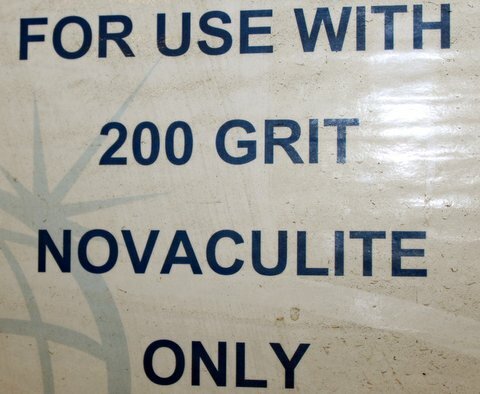 FOR USE WITH
200 GRIT
NOVACULITE
ONLY